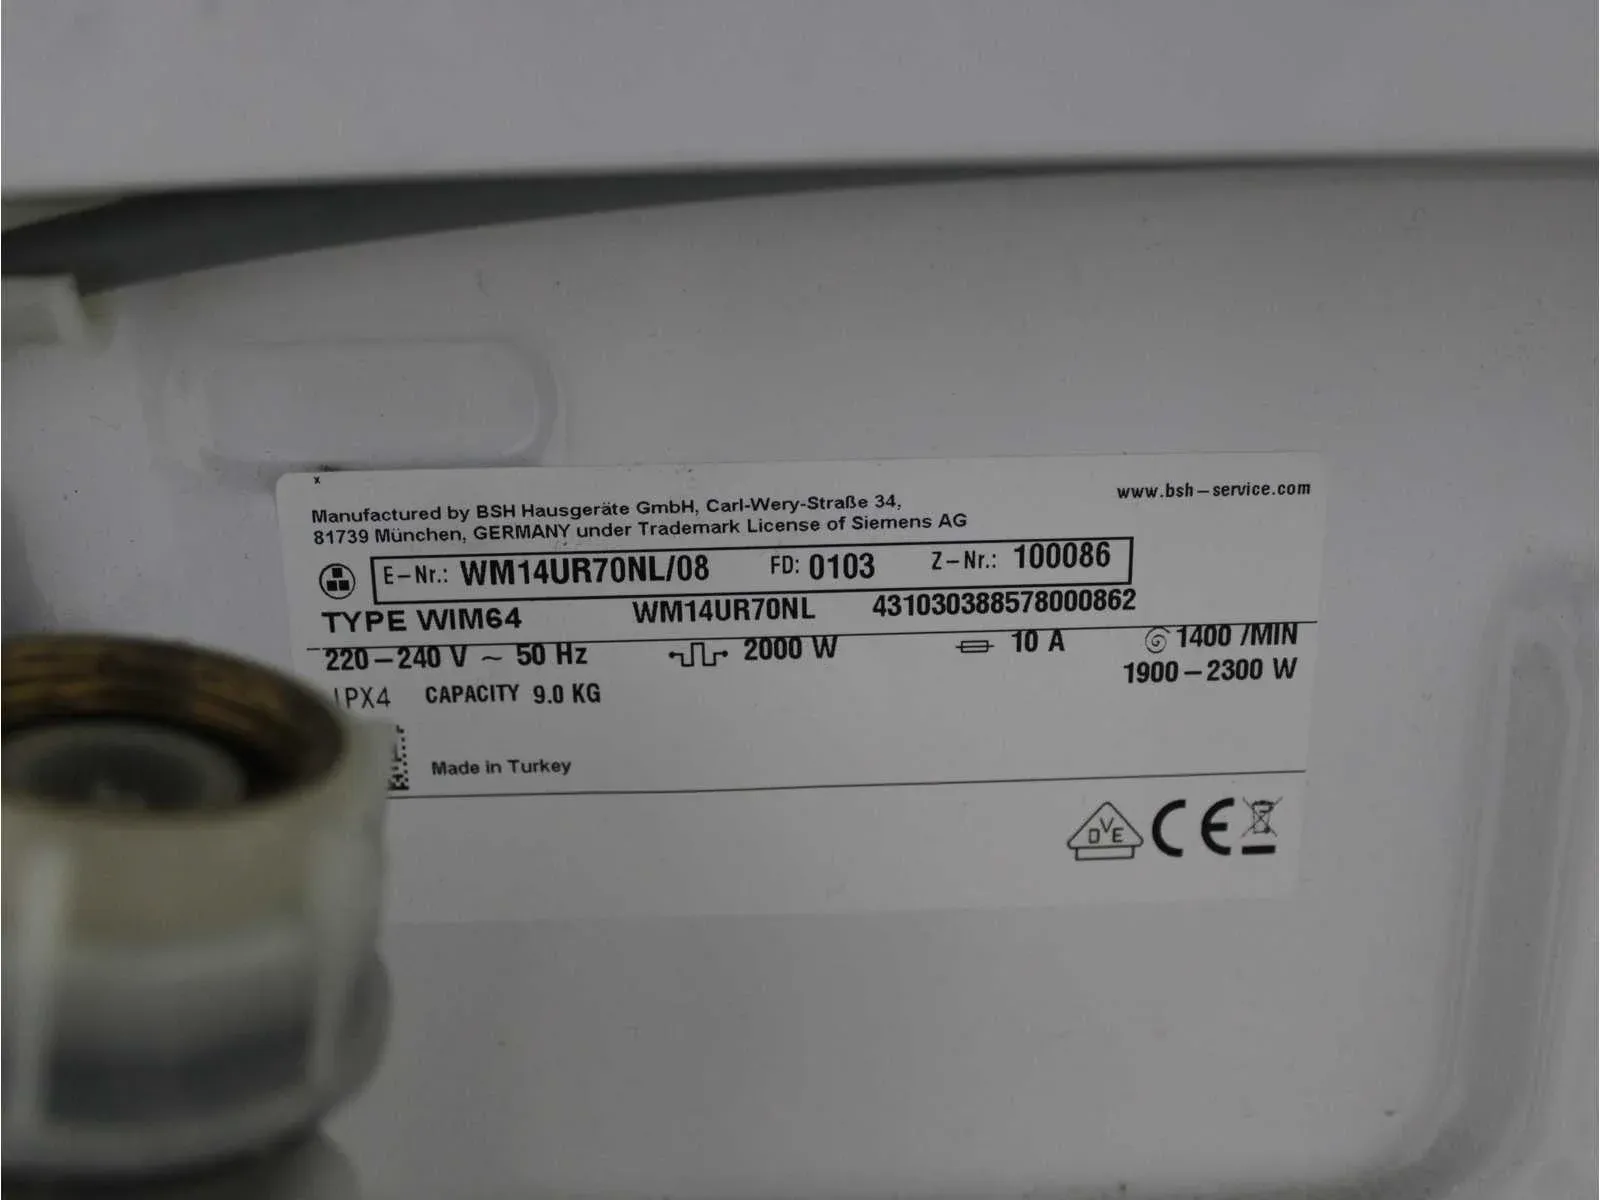 x
www.bsh-service.com
Manufactured by BSH Hausgeräte GmbH, Carl-Wery-Straße 34,
81739 München, GERMANY under Trademark License of Siemens AG
E-Nr.: WM14UR70NL/08 FD: 0103 Z-Nr.: 100086
TYPE WIM64 WM14UR70NL 431030388578000862
220-240 V ~ 50 Hz 2000 W 10 A 1400 /MIN
1900-2300 W
IPX4 CAPACITY 9.0 KG
Made in Turkey
DVE CE